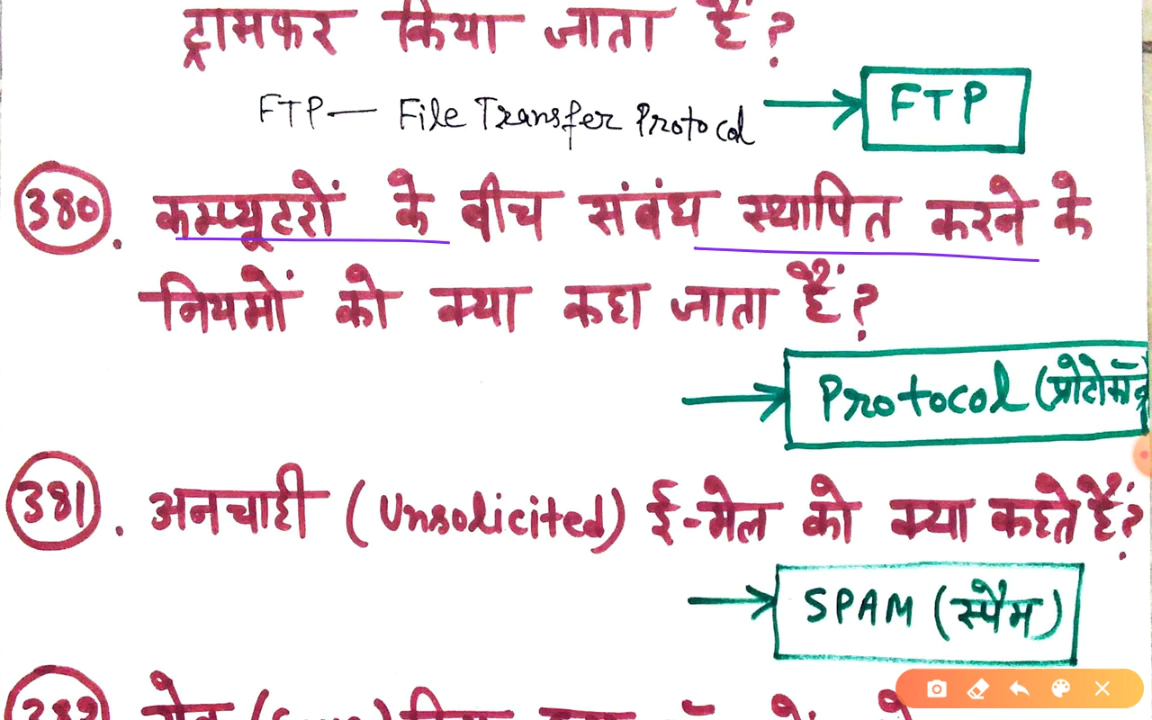 ट्रांसफर किया जाता है?
FTP — File Transfer Protocol → FTP
380. कम्प्यूटरों के बीच संबंध स्थापित करने के
नियमों को क्या कहा जाता है?
→ Protocol (प्रोटोकॉल
381. अनचाही (Unsolicited) ई-मेल को क्या कहते हैं?
→ SPAM (स्पैम)